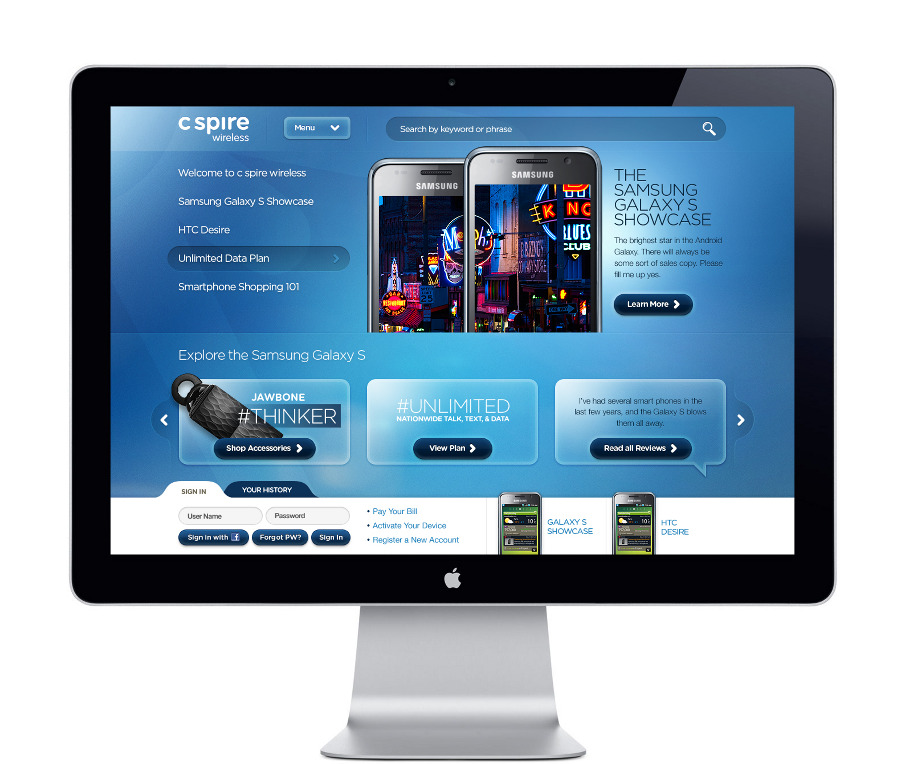 c spire
wireless
Menu
Search by keyword or phrase
Welcome to c spire wireless
Samsung Galaxy S Showcase
HTC Desire
Unlimited Data Plan
Smartphone Shopping 101
SAMSUNG
SAMSUNG
KING
BLUES
CLUB
THE
SAMSUNG
GALAXY S
SHOWCASE
The brighest star in the Android
Galaxy. There will always be
some sort of sales copy. Please
fill me up yes.
Learn More
Explore the Samsung Galaxy S
JAWBONE
#THINKER
Shop Accessories
#UNLIMITED
NATIONWIDE TALK, TEXT, & DATA
View Plan
I've had several smart phones in the
last few years, and the Galaxy S blows
them all away.
Read all Reviews
SIGN IN
YOUR HISTORY
User Name
Password
Sign in with f
Forgot PW?
Sign In
• Pay Your Bill
• Activate Your Device
• Register a New Account
GALAXY S
SHOWCASE
HTC
DESIRE